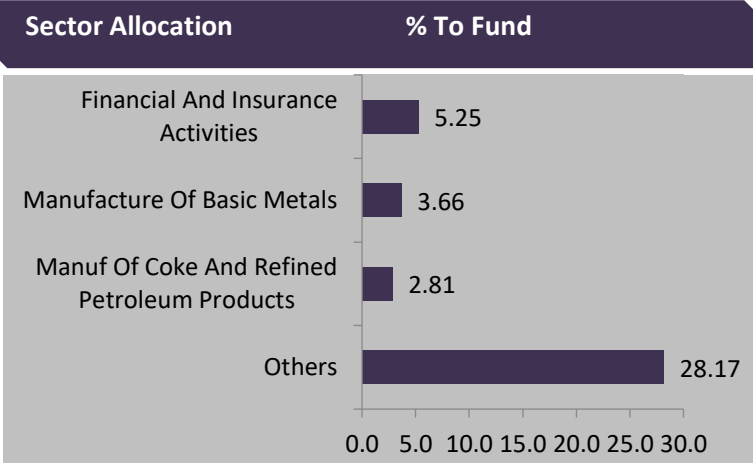 Sector Allocation % To Fund
Financial And Insurance
Activities
5.25
Manufacture Of Basic Metals 3.66
Manuf Of Coke And Refined
Petroleum Products
2.81
Others 28.17
0.0 5.0 10.0 15.0 20.0 25.0 30.0